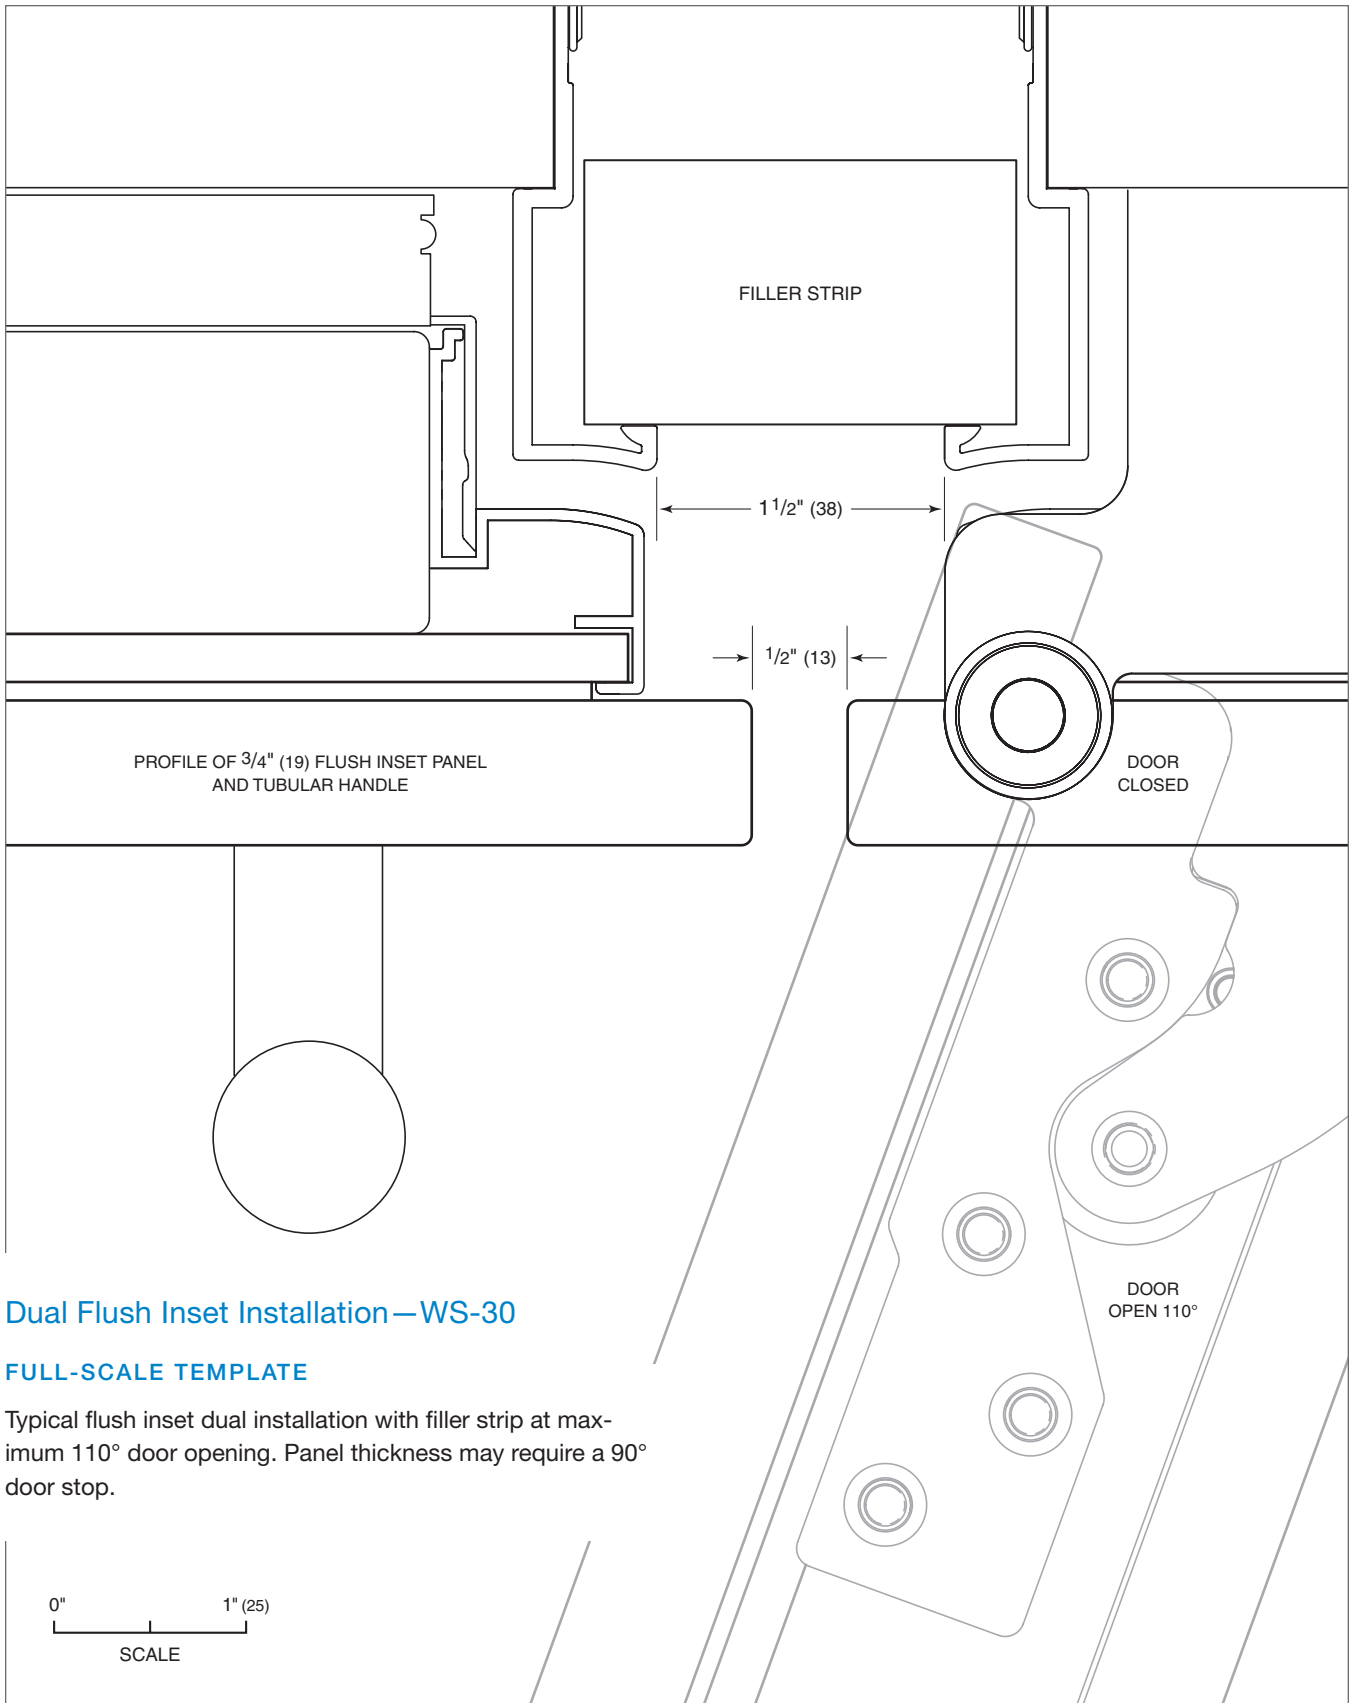 FILLER STRIP
1 1/2" (38)
1/2" (13)
PROFILE OF 3/4" (19) FLUSH INSET PANEL
AND TUBULAR HANDLE
DOOR
CLOSED
DOOR
OPEN 110°
Dual Flush Inset Installation—WS-30
FULL-SCALE TEMPLATE
Typical flush inset dual installation with filler strip at max-
imum 110° door opening. Panel thickness may require a 90°
door stop.
0" 1" (25)
SCALE